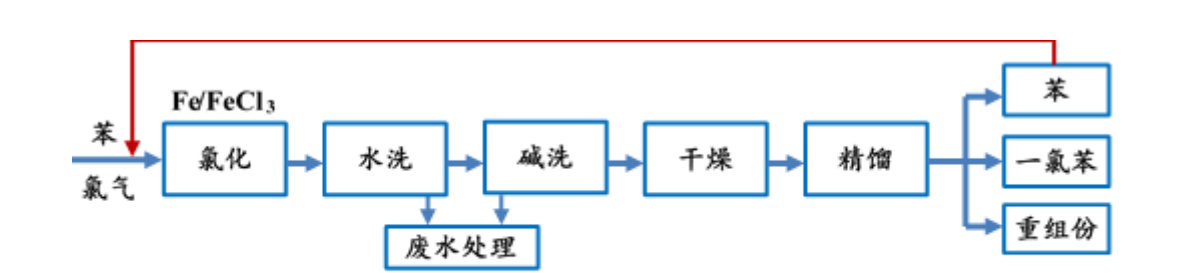 Fe/FeCl₃
苯
氯气
氯化
水洗
碱洗
干燥
精馏
苯
一氯苯
重组份
废水处理